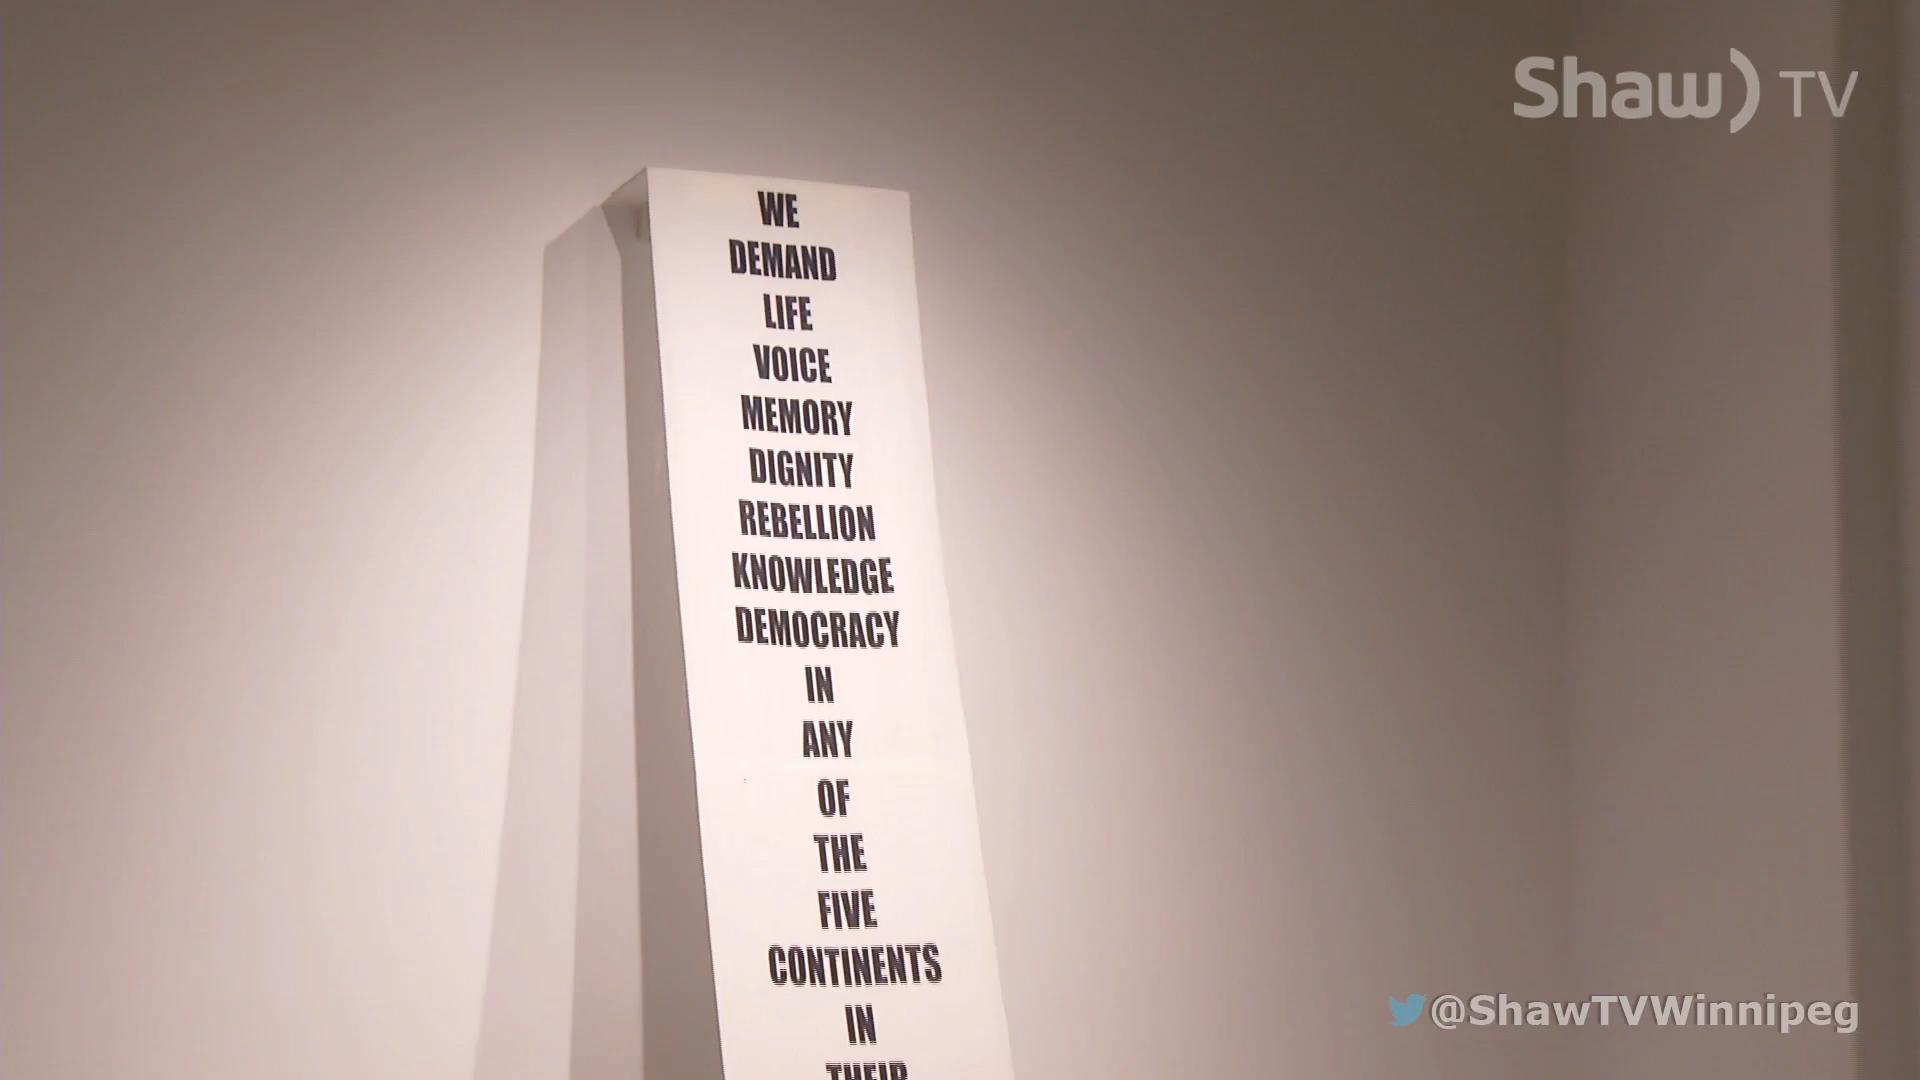 Shaw) TV
WE
DEMAND
LIFE
VOICE
MEMORY
DIGNITY
REBELLION
KNOWLEDGE
DEMOCRACY
IN
ANY
OF
THE
FIVE
CONTINENTS
IN
THEIR
@ShawTVWinnipeg